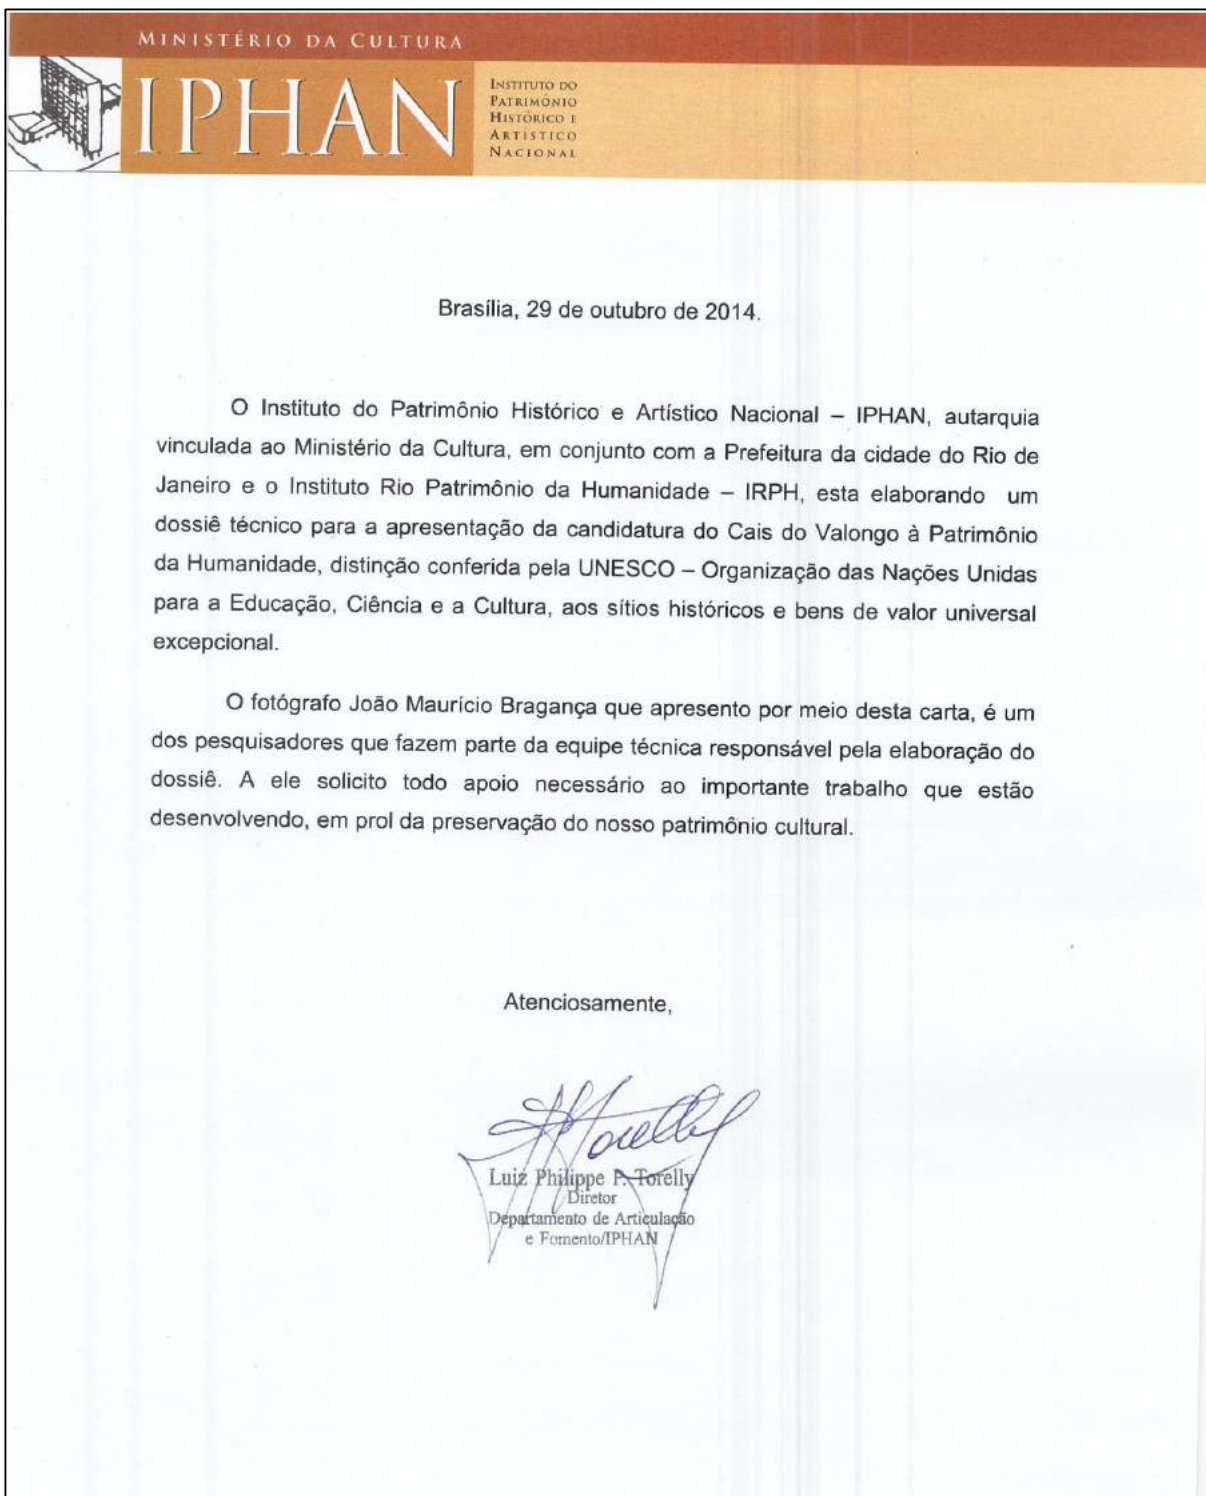 MINISTÉRIO DA CULTURA
IPHAN
INSTITUTO DO
PATRIMÔNIO
HISTÓRICO E
ARTÍSTICO
NACIONAL
Brasília, 29 de outubro de 2014.
O Instituto do Patrimônio Histórico e Artístico Nacional – IPHAN, autarquia
vinculada ao Ministério da Cultura, em conjunto com a Prefeitura da cidade do Rio de
Janeiro e o Instituto Rio Patrimônio da Humanidade – IRPH, esta elaborando um
dossiê técnico para a apresentação da candidatura do Cais do Valongo à Patrimônio
da Humanidade, distinção conferida pela UNESCO – Organização das Nações Unidas
para a Educação, Ciência e a Cultura, aos sítios históricos e bens de valor universal
excepcional.
O fotógrafo João Maurício Bragança que apresento por meio desta carta, é um
dos pesquisadores que fazem parte da equipe técnica responsável pela elaboração do
dossiê. A ele solicito todo apoio necessário ao importante trabalho que estão
desenvolvendo, em prol da preservação do nosso patrimônio cultural.
Atenciosamente,
Luiz Philippe P. Torelly
Diretor
Departamento de Articulação
e Fomento/IPHAN